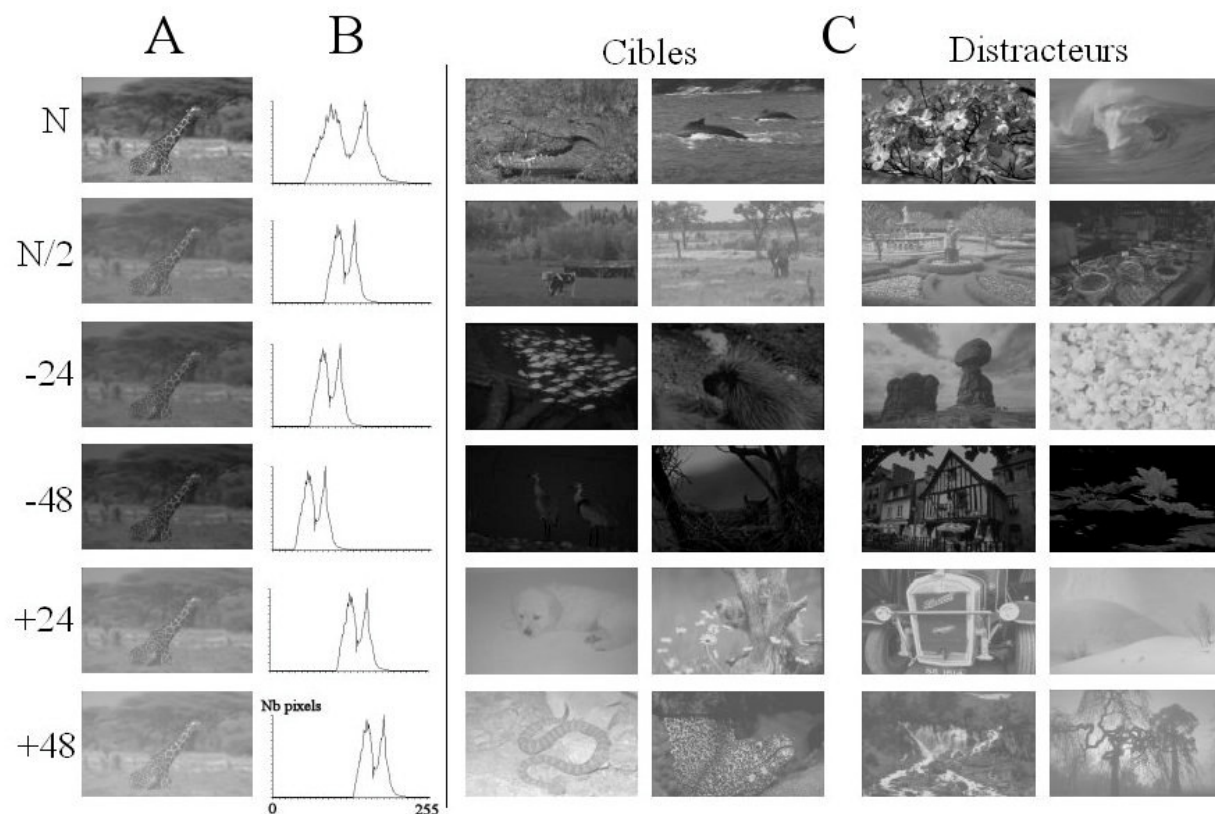 A
B
C
Cibles
Distracteurs
N
N/2
-24
-48
+24
+48
Nb pixels
0
255